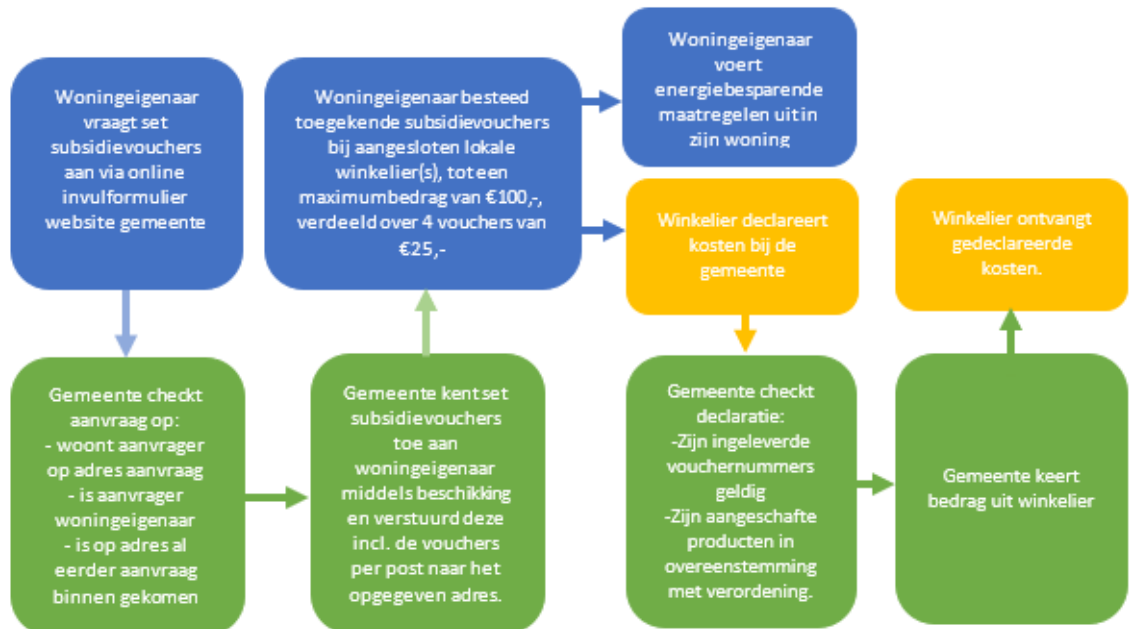 Woningeigenaar
vraagt set
subsidievouchers
aan via online
invulformulier
website gemeente
Woningeigenaar besteed
toegekende subsidievouchers
bij aangesloten lokale
winkelier(s), tot een
maximumbedrag van €100,-,
verdeeld over 4 vouchers van
€25,-
Woningeigenaar
voert
energiebesparende
maatregelen uit in
zijn woning
Winkelier declareert
kosten bij de
gemeente
Winkelier ontvangt
gedeclareerde
kosten.
Gemeente checkt
aanvraag op:
- woont aanvrager
op adres aanvraag
- is aanvrager
woningeigenaar
- is op adres al
eerder aanvraag
binnen gekomen
Gemeente kent set
subsidievouchers
toe aan
woningeigenaar
middels beschikking
en verstuurd deze
incl. de vouchers
per post naar het
opgegeven adres.
Gemeente checkt
declaratie:
-Zijn ingeleverde
vouchernummers
geldig
-Zijn aangeschafte
producten in
overeenstemming
met verordening.
Gemeente keert
bedrag uit winkelier